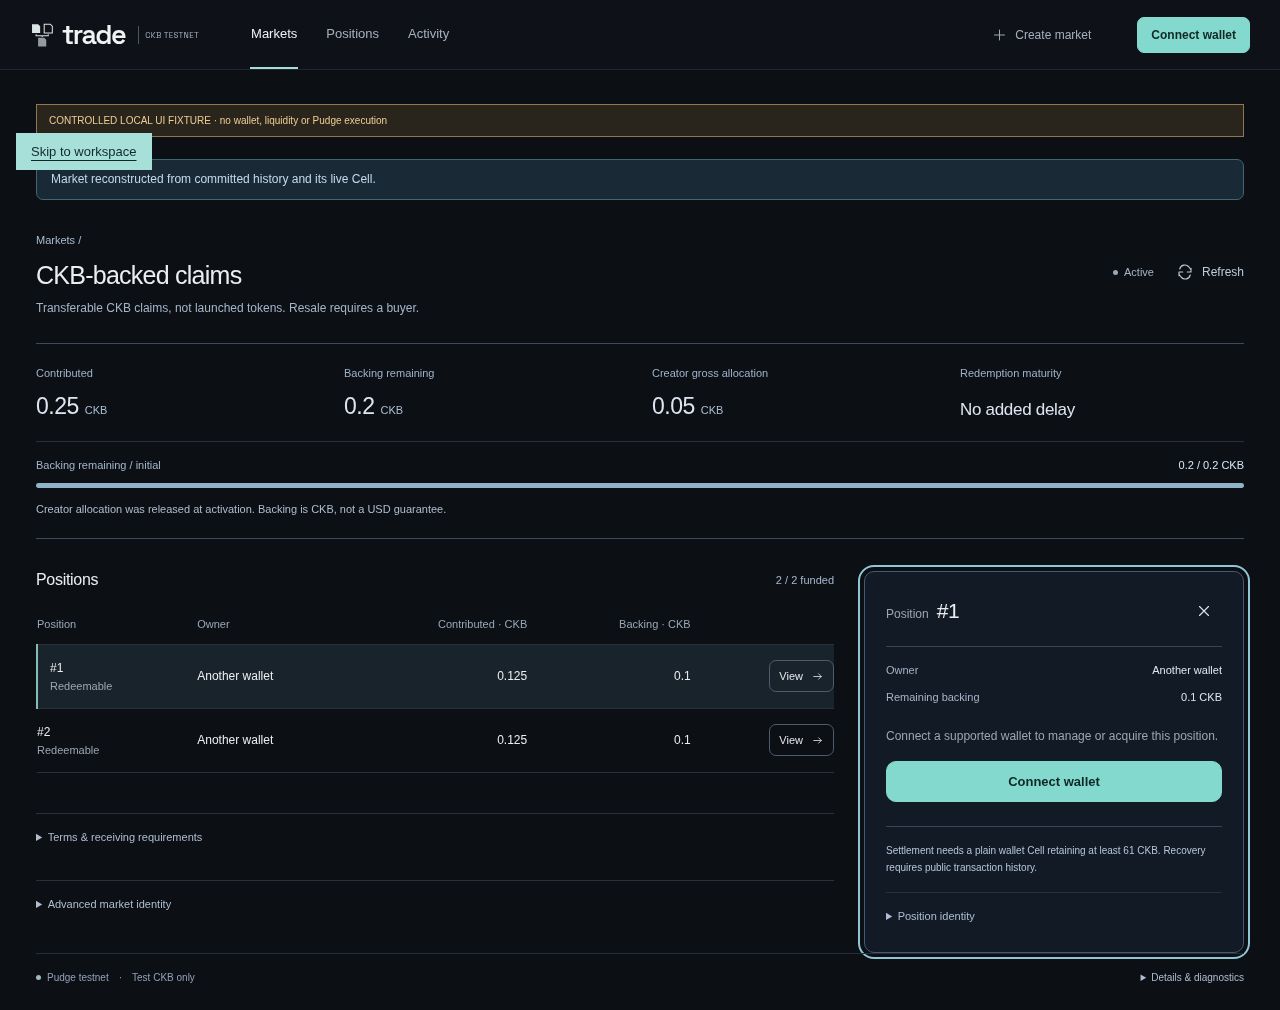 trade
CKB TESTNET
Markets
Positions
Activity
Create market
Connect wallet
CONTROLLED LOCAL UI FIXTURE · no wallet, liquidity or Pudge execution
Skip to workspace
Market reconstructed from committed history and its live Cell.
Markets /
CKB-backed claims
Active
Refresh
Transferable CKB claims, not launched tokens. Resale requires a buyer.
Contributed
Backing remaining
Creator gross allocation
Redemption maturity
0.25 CKB
0.2 CKB
0.05 CKB
No added delay
Backing remaining / initial
0.2 / 0.2 CKB
Creator allocation was released at activation. Backing is CKB, not a USD guarantee.
Positions
2 / 2 funded
Position
Owner
Contributed · CKB
Backing · CKB
#1
Redeemable
Another wallet
0.125
0.1
View
#2
Redeemable
Another wallet
0.125
0.1
View
Terms & receiving requirements
Advanced market identity
Position #1
Owner
Another wallet
Remaining backing
0.1 CKB
Connect a supported wallet to manage or acquire this position.
Connect wallet
Settlement needs a plain wallet Cell retaining at least 61 CKB. Recovery
requires public transaction history.
Position identity
Pudge testnet · Test CKB only
Details & diagnostics